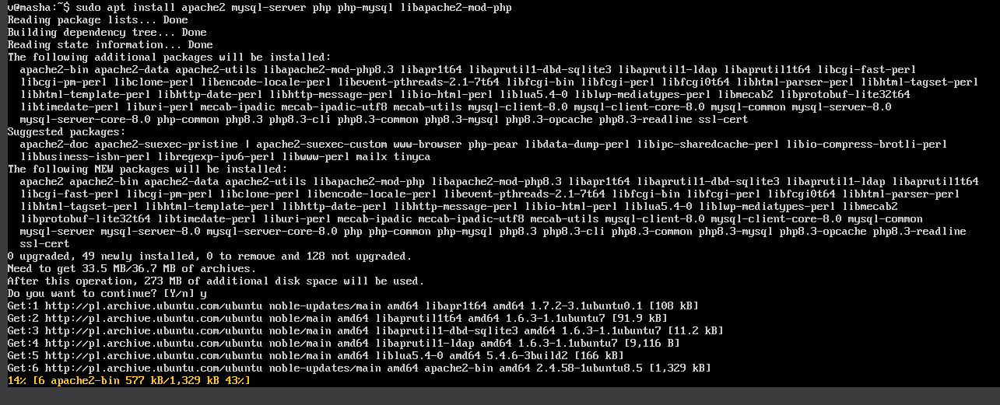 v@masha:~$ sudo apt install apache2 mysql-server php php-mysql libapache2-mod-php
Reading package lists... Done
Building dependency tree... Done
Reading state information... Done
The following additional packages will be installed:
apache2-bin apache2-data apache2-utils libapache2-mod-php8.3 libapr1t64 libaprutil1-dbd-sqlite3 libaprutil1-ldap libaprutil1t64 libcgi-fast-perl
libcgi-pm-perl libclone-perl libencode-locale-perl libevent-pthreads-2.1-7t64 libfcgi-bin libfcgi-perl libfcgi0t64 libhtml-parser-perl libhtml-tagset-perl
libhtml-template-perl libhttp-date-perl libhttp-message-perl libio-html-perl liblua5.4-0 liblwp-mediatypes-perl libmecab2 libprotobuf-lite32t64
libtimedate-perl liburi-perl mecab-ipadic mecab-ipadic-utf8 mecab-utils mysql-client-8.0 mysql-client-core-8.0 mysql-common mysql-server-8.0
mysql-server-core-8.0 php-common php8.3 php8.3-cli php8.3-common php8.3-mysql php8.3-opcache php8.3-readline ssl-cert
Suggested packages:
apache2-doc apache2-suexec-pristine | apache2-suexec-custom www-browser php-pear libdata-dump-perl libipc-sharedcache-perl libio-compress-brotli-perl
libbusiness-isbn-perl libregexp-ipv6-perl libwww-perl mailx tinyca
The following NEW packages will be installed:
apache2 apache2-bin apache2-data apache2-utils libapache2-mod-php libapache2-mod-php8.3 libapr1t64 libaprutil1-dbd-sqlite3 libaprutil1-ldap libaprutil1t64
libcgi-fast-perl libcgi-pm-perl libclone-perl libencode-locale-perl libevent-pthreads-2.1-7t64 libfcgi-bin libfcgi-perl libfcgi0t64 libhtml-parser-perl
libhtml-tagset-perl libhtml-template-perl libhttp-date-perl libhttp-message-perl libio-html-perl liblua5.4-0 liblwp-mediatypes-perl libmecab2
libprotobuf-lite32t64 libtimedate-perl liburi-perl mecab-ipadic mecab-ipadic-utf8 mecab-utils mysql-client-8.0 mysql-client-core-8.0 mysql-common
mysql-server mysql-server-8.0 mysql-server-core-8.0 php php-common php-mysql php8.3 php8.3-cli php8.3-common php8.3-mysql php8.3-opcache php8.3-readline
ssl-cert
0 upgraded, 49 newly installed, 0 to remove and 128 not upgraded.
Need to get 33.5 MB/36.7 MB of archives.
After this operation, 273 MB of additional disk space will be used.
Do you want to continue? [Y/n] y
Get:1 http://pl.archive.ubuntu.com/ubuntu noble-updates/main amd64 libapr1t64 amd64 1.7.2-3.1ubuntu0.1 [108 kB]
Get:2 http://pl.archive.ubuntu.com/ubuntu noble/main amd64 libaprutil1t64 amd64 1.6.3-1.1ubuntu7 [91.9 kB]
Get:3 http://pl.archive.ubuntu.com/ubuntu noble/main amd64 libaprutil1-dbd-sqlite3 amd64 1.6.3-1.1ubuntu7 [11.2 kB]
Get:4 http://pl.archive.ubuntu.com/ubuntu noble/main amd64 libaprutil1-ldap amd64 1.6.3-1.1ubuntu7 [9,116 B]
Get:5 http://pl.archive.ubuntu.com/ubuntu noble/main amd64 liblua5.4-0 amd64 5.4.6-3build2 [166 kB]
Get:6 http://pl.archive.ubuntu.com/ubuntu noble-updates/main amd64 apache2-bin amd64 2.4.58-1ubuntu8.5 [1,329 kB]
14% [6 apache2-bin 577 kB/1,329 kB 43%]